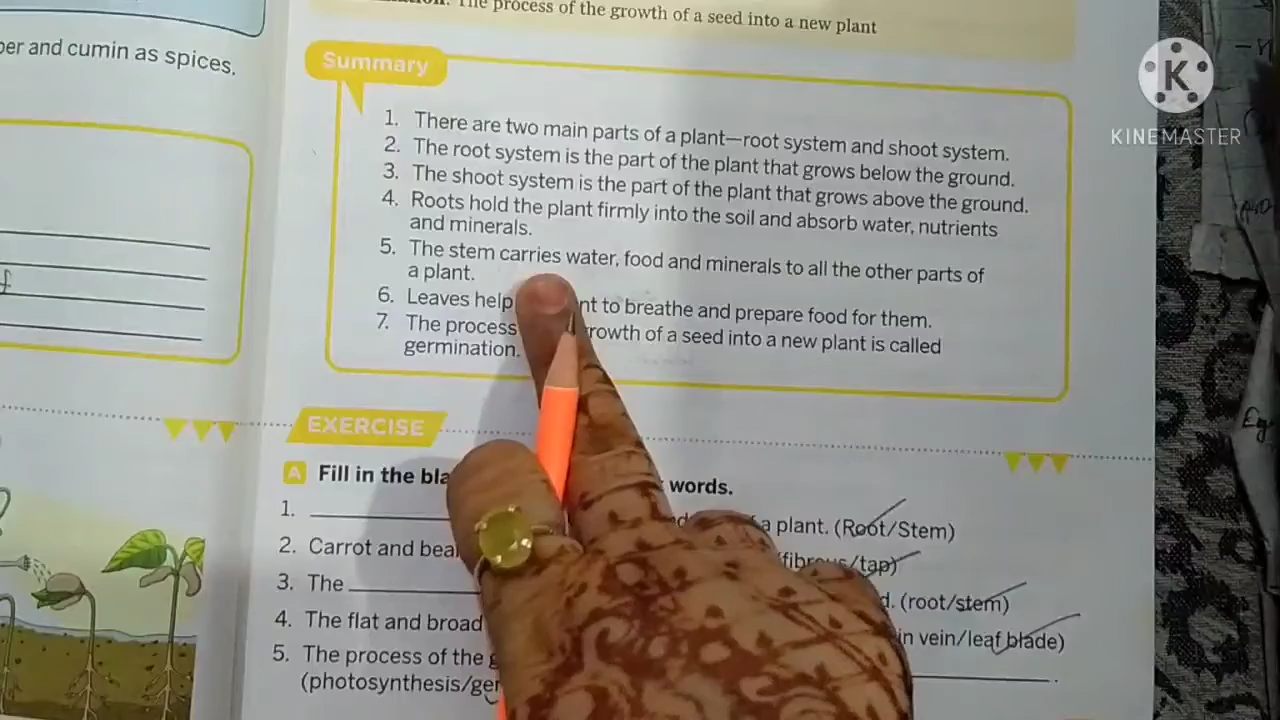 The process of the growth of a seed into a new plant
per and cumin as spices.
Summary
1. There are two main parts of a plant—root system and shoot system.
2. The root system is the part of the plant that grows below the ground.
3. The shoot system is the part of the plant that grows above the ground.
4. Roots hold the plant firmly into the soil and absorb water, nutrients
and minerals.
5. The stem carries water, food and minerals to all the other parts of
a plant.
6. Leaves help nt to breathe and prepare food for them.
7. The process rowth of a seed into a new plant is called
germination.
EXERCISE
A Fill in the bla words.
1. a plant. (Root/Stem)
2. Carrot and bea (fibrous/tap)
3. The d. (root/stem)
4. The flat and broad in vein/leaf blade)
5. The process of the g
(photosynthesis/ger
K
KINEMASTER